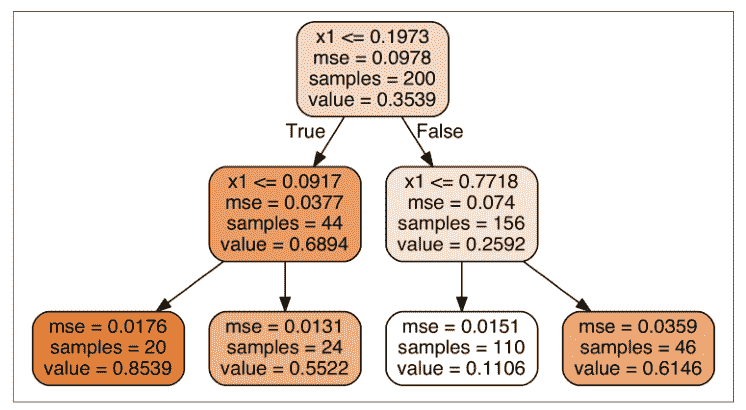 x1 <= 0.1973
mse = 0.0978
samples = 200
value = 0.3539
True
False
x1 <= 0.0917
mse = 0.0377
samples = 44
value = 0.6894
x1 <= 0.7718
mse = 0.074
samples = 156
value = 0.2592
mse = 0.0176
samples = 20
value = 0.8539
mse = 0.0131
samples = 24
value = 0.5522
mse = 0.0151
samples = 110
value = 0.1106
mse = 0.0359
samples = 46
value = 0.6146